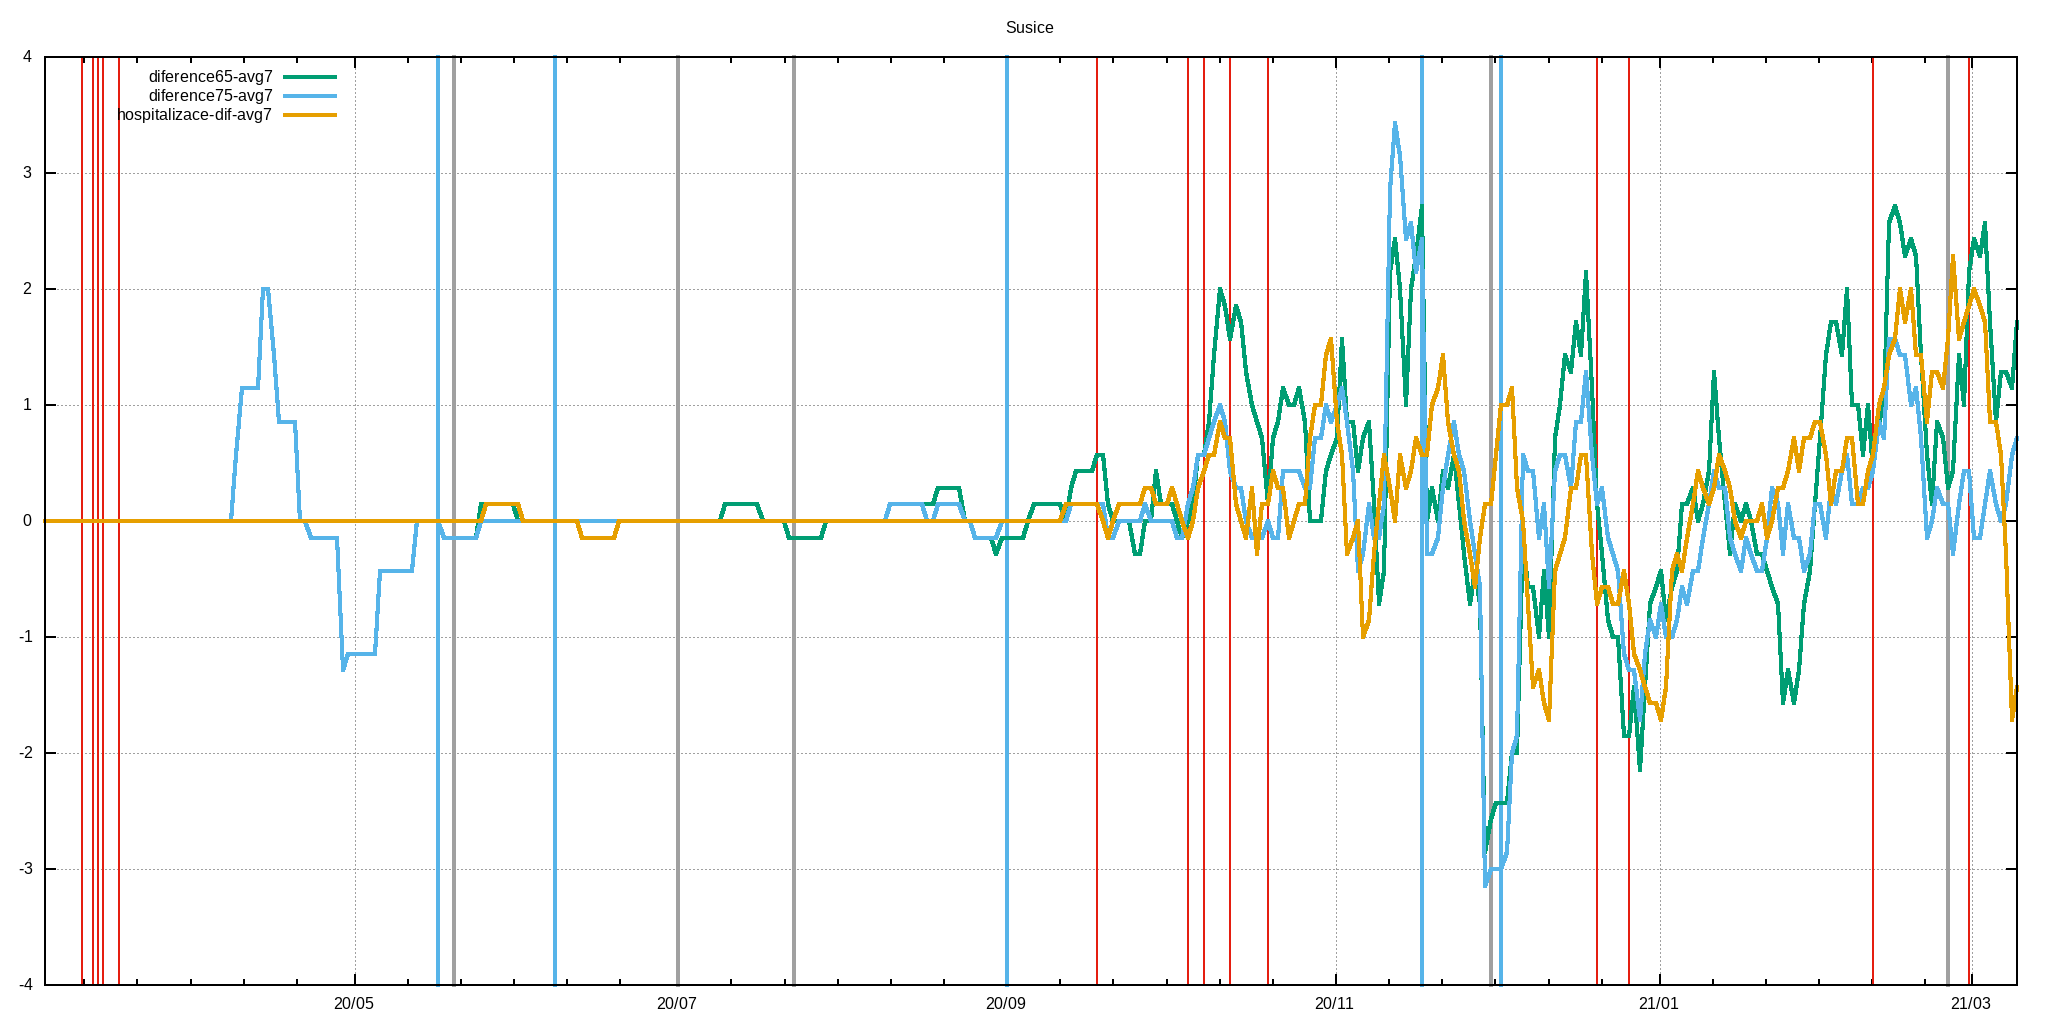 Susice
diference65-avg7
diference75-avg7
hospitalizace-dif-avg7
4
3
2
1
0
-1
-2
-3
-4
20/05 20/07 20/09 20/11 21/01 21/03